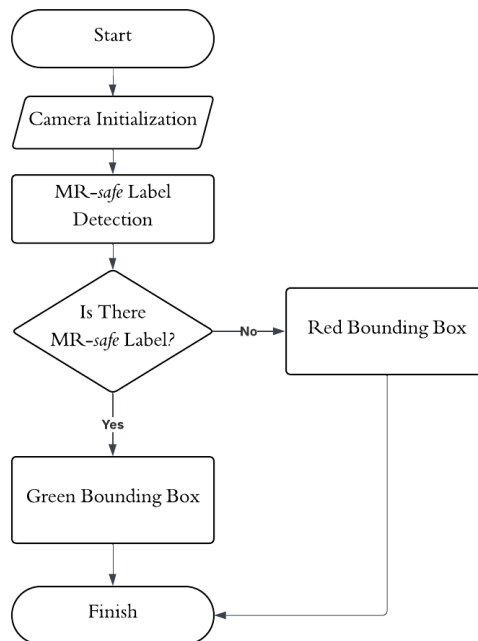 Start
Camera Initialization
MR-safe Label
Detection
Is There
MR-safe Label?
No
Red Bounding Box
Yes
Green Bounding Box
Finish